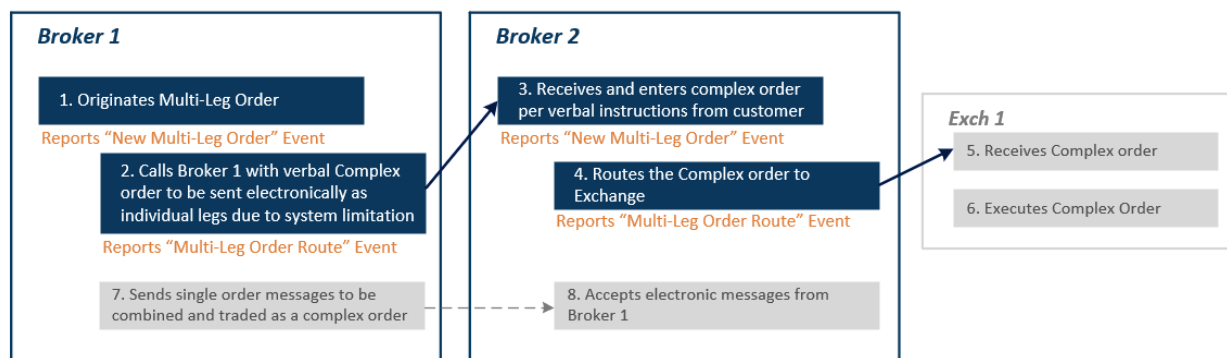 Broker 1
1. Originates Multi-Leg Order
Reports "New Multi-Leg Order" Event
2. Calls Broker 1 with verbal Complex
order to be sent electronically as
individual legs due to system limitation
Reports "Multi-Leg Order Route" Event
7. Sends single order messages to be
combined and traded as a complex order
Broker 2
3. Receives and enters complex order
per verbal instructions from customer
Reports "New Multi-Leg Order" Event
4. Routes the Complex order to
Exchange
Reports "Multi-Leg Order Route" Event
8. Accepts electronic messages from
Broker 1
Exch 1
5. Receives Complex order
6. Executes Complex Order